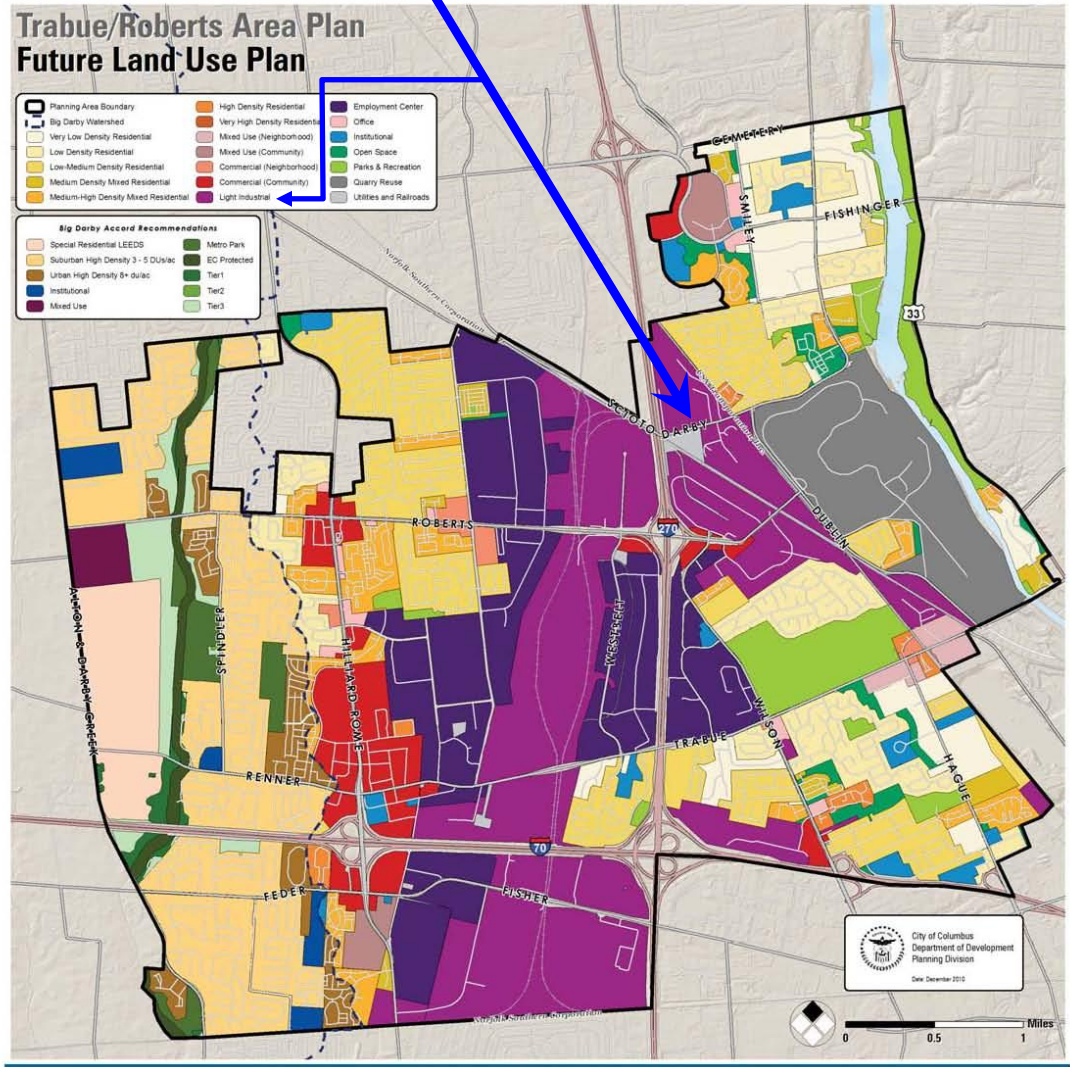 Trabue/Roberts Area Plan
Future Land Use Plan
Planning Area Boundary
Big Darby Watershed
Very Low Density Residential
Low Density Residential
Low-Medium Density Residential
Medium Density Mixed Residential
Medium-High Density Mixed Residential
High Density Residential
Very High Density Residential
Mixed Use (Neighborhood)
Mixed Use (Community)
Commercial (Neighborhood)
Commercial (Community)
Light Industrial
Employment Center
Office
Institutional
Open Space
Parks & Recreation
Quarry Reuse
Utilities and Railroads
Big Darby Accord Recommendations
Special Residential LEEDS
Suburban High Density 3 - 5 DUs/ac
Urban High Density 8+ du/ac
Institutional
Mixed Use
Metro Park
EC Protected
Tier1
Tier2
Tier3
CEMETERY
SMILEY
FISHINGER
33
Norfolk Southern Corporation
SCIOTO DARBY
DUBLIN
ROBERTS
270
ALTON & DARBY CREEK
SPINDLER
HILLIARD ROME
WESTBELT
WILSON
TRABUE
HAGUE
RENNER
70
FEDER
FISHER
Norfolk Southern Corporation
City of Columbus
Department of Development
Planning Division
Date: December 2010
Miles
0 0.5 1